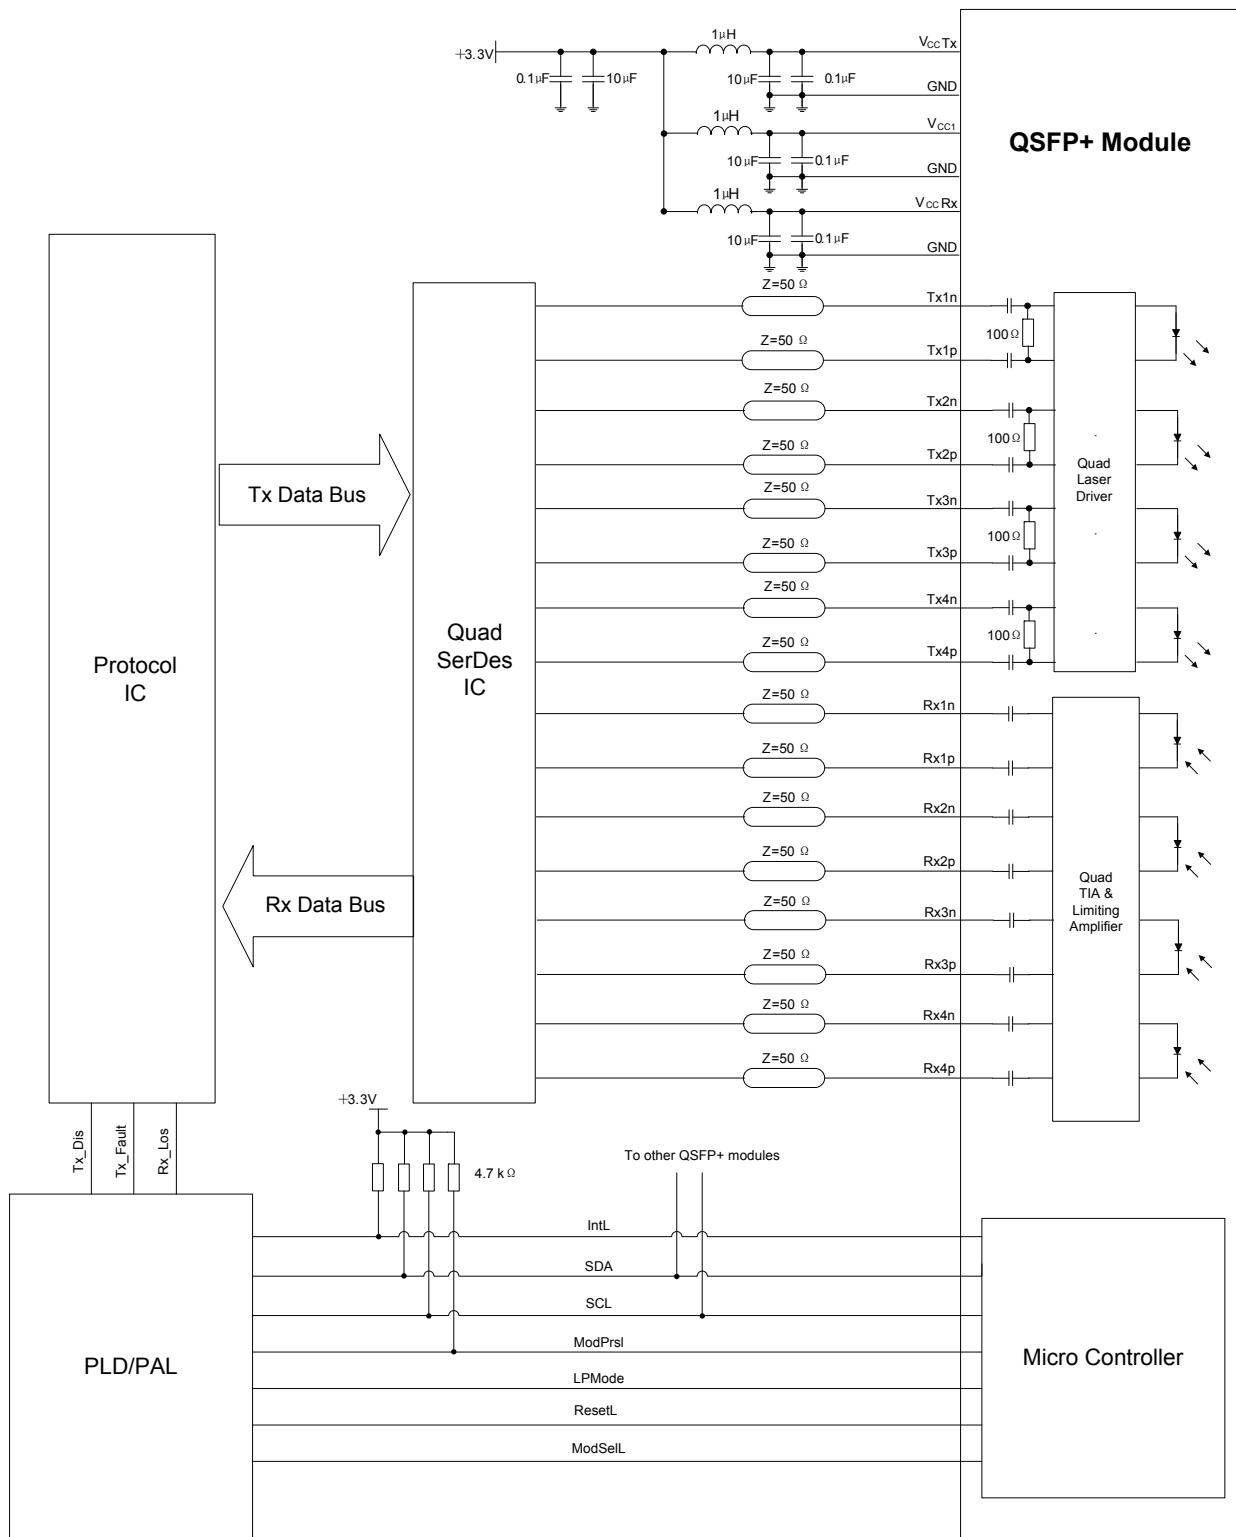 1μH
VCC Tx
+3.3V
0.1μF
10μF
10μF
0.1μF
GND
1μH
VCC1
QSFP+ Module
10μF
0.1μF
GND
1μH
VCC Rx
10μF
0.1μF
GND
Z=50 Ω
Tx1n
100Ω
Z=50 Ω
Tx1p
Z=50 Ω
Tx2n
100Ω
Z=50 Ω
Tx2p
Quad
Laser
Driver
Tx Data Bus
Z=50 Ω
Tx3n
100Ω
Z=50 Ω
Tx3p
Z=50 Ω
Tx4n
100Ω
Z=50 Ω
Tx4p
Protocol
IC
Quad
SerDes
IC
Z=50 Ω
Rx1n
Z=50 Ω
Rx1p
Z=50 Ω
Rx2n
Z=50 Ω
Rx2p
Quad
TIA &
Limiting
Amplifier
Rx Data Bus
Z=50 Ω
Rx3n
Z=50 Ω
Rx3p
Z=50 Ω
Rx4n
Z=50 Ω
Rx4p
+3.3V
Tx_Dis
Tx_Fault
Rx_Los
4.7 k Ω
To other QSFP+ modules
IntL
SDA
SCL
ModPrsl
LPMode
ResetL
ModSelL
PLD/PAL
Micro Controller